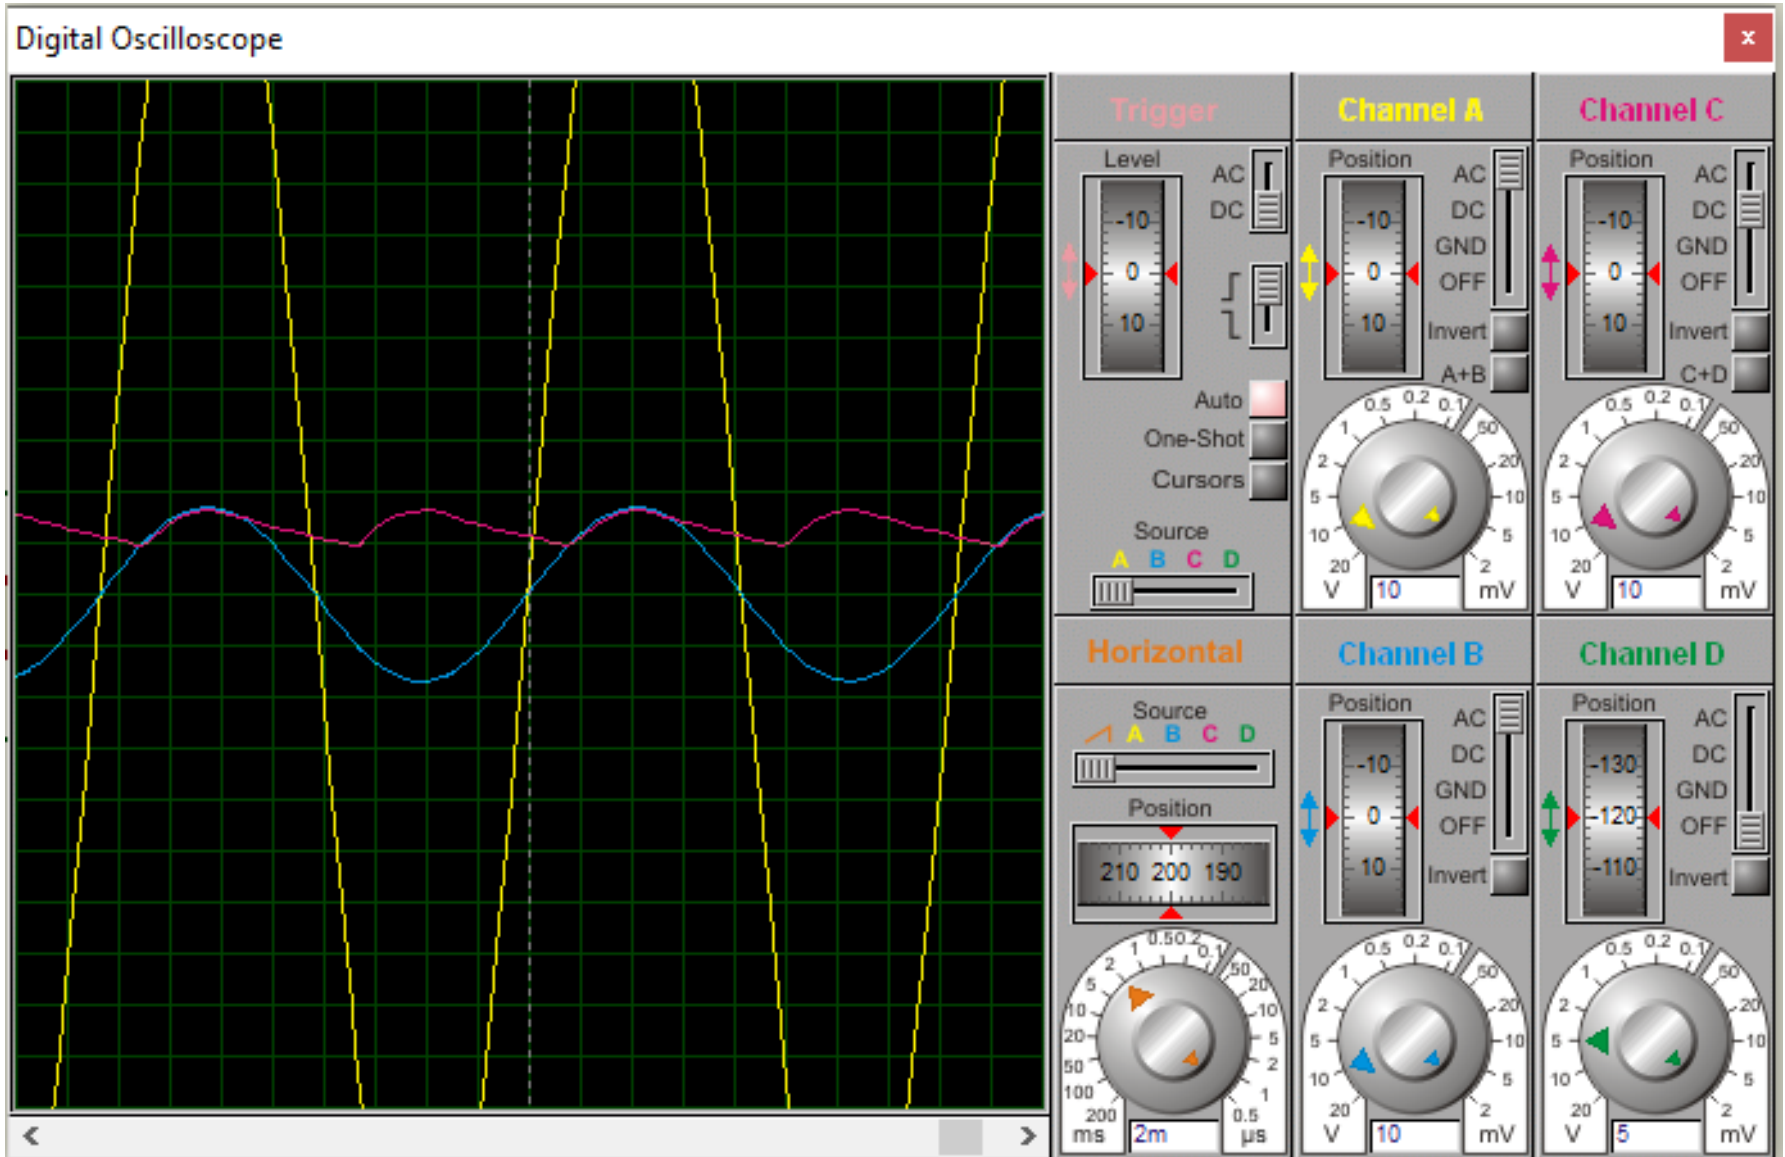 Digital Oscilloscope
x
Trigger
Level
AC
DC
-10
0
10
Auto
One-Shot
Cursors
Source
A B C D
Horizontal
Source
A B C D
Position
210 200 190
0.5 0.2 0.1
1
2
5
10
20
50
100
200
ms
50
20
10
5
2
1
0.5
µs
2m
Channel A
Position
AC
DC
GND
OFF
-10
0
10
Invert
A+B
0.5 0.2 0.1
1
2
5
10
20
V
50
20
10
5
2
mV
10
Channel B
Position
AC
DC
GND
OFF
-10
0
10
Invert
0.5 0.2 0.1
1
2
5
10
20
V
50
20
10
5
2
mV
10
Channel C
Position
AC
DC
GND
OFF
-10
0
10
Invert
C+D
0.5 0.2 0.1
1
2
5
10
20
V
50
20
10
5
2
mV
10
Channel D
Position
AC
DC
GND
OFF
-130
-120
-110
Invert
0.5 0.2 0.1
1
2
5
10
20
V
50
20
10
5
2
mV
5